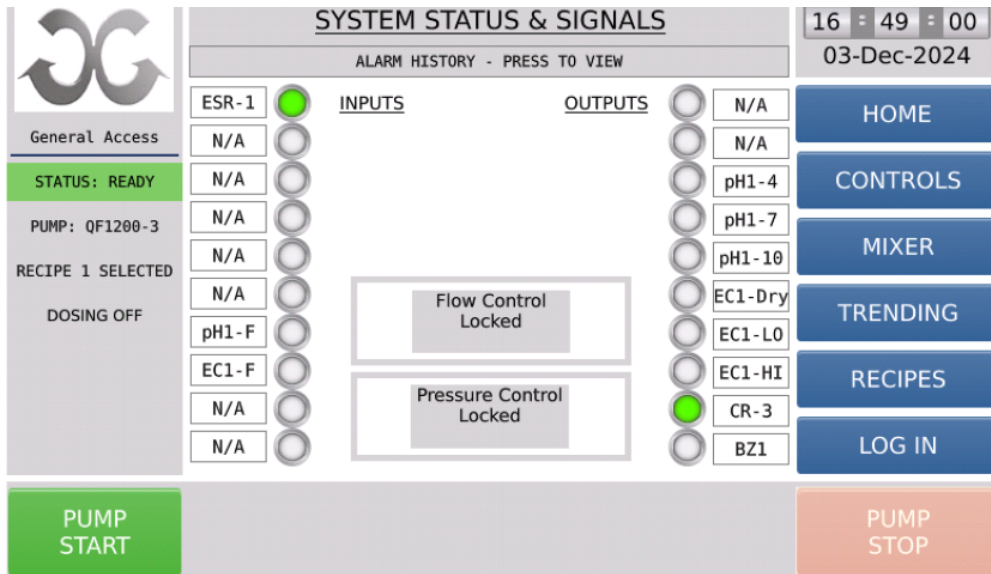 SYSTEM STATUS & SIGNALS
16 : 49 : 00
03-Dec-2024
ALARM HISTORY - PRESS TO VIEW
General Access
STATUS: READY
PUMP: QF1200-3
RECIPE 1 SELECTED
DOSING OFF
INPUTS
ESR-1
N/A
N/A
N/A
N/A
N/A
pH1-F
EC1-F
N/A
N/A
OUTPUTS
N/A
N/A
pH1-4
pH1-7
pH1-10
EC1-Dry
EC1-LO
EC1-HI
CR-3
BZ1
Flow Control
Locked
Pressure Control
Locked
HOME
CONTROLS
MIXER
TRENDING
RECIPES
LOG IN
PUMP
START
PUMP
STOP